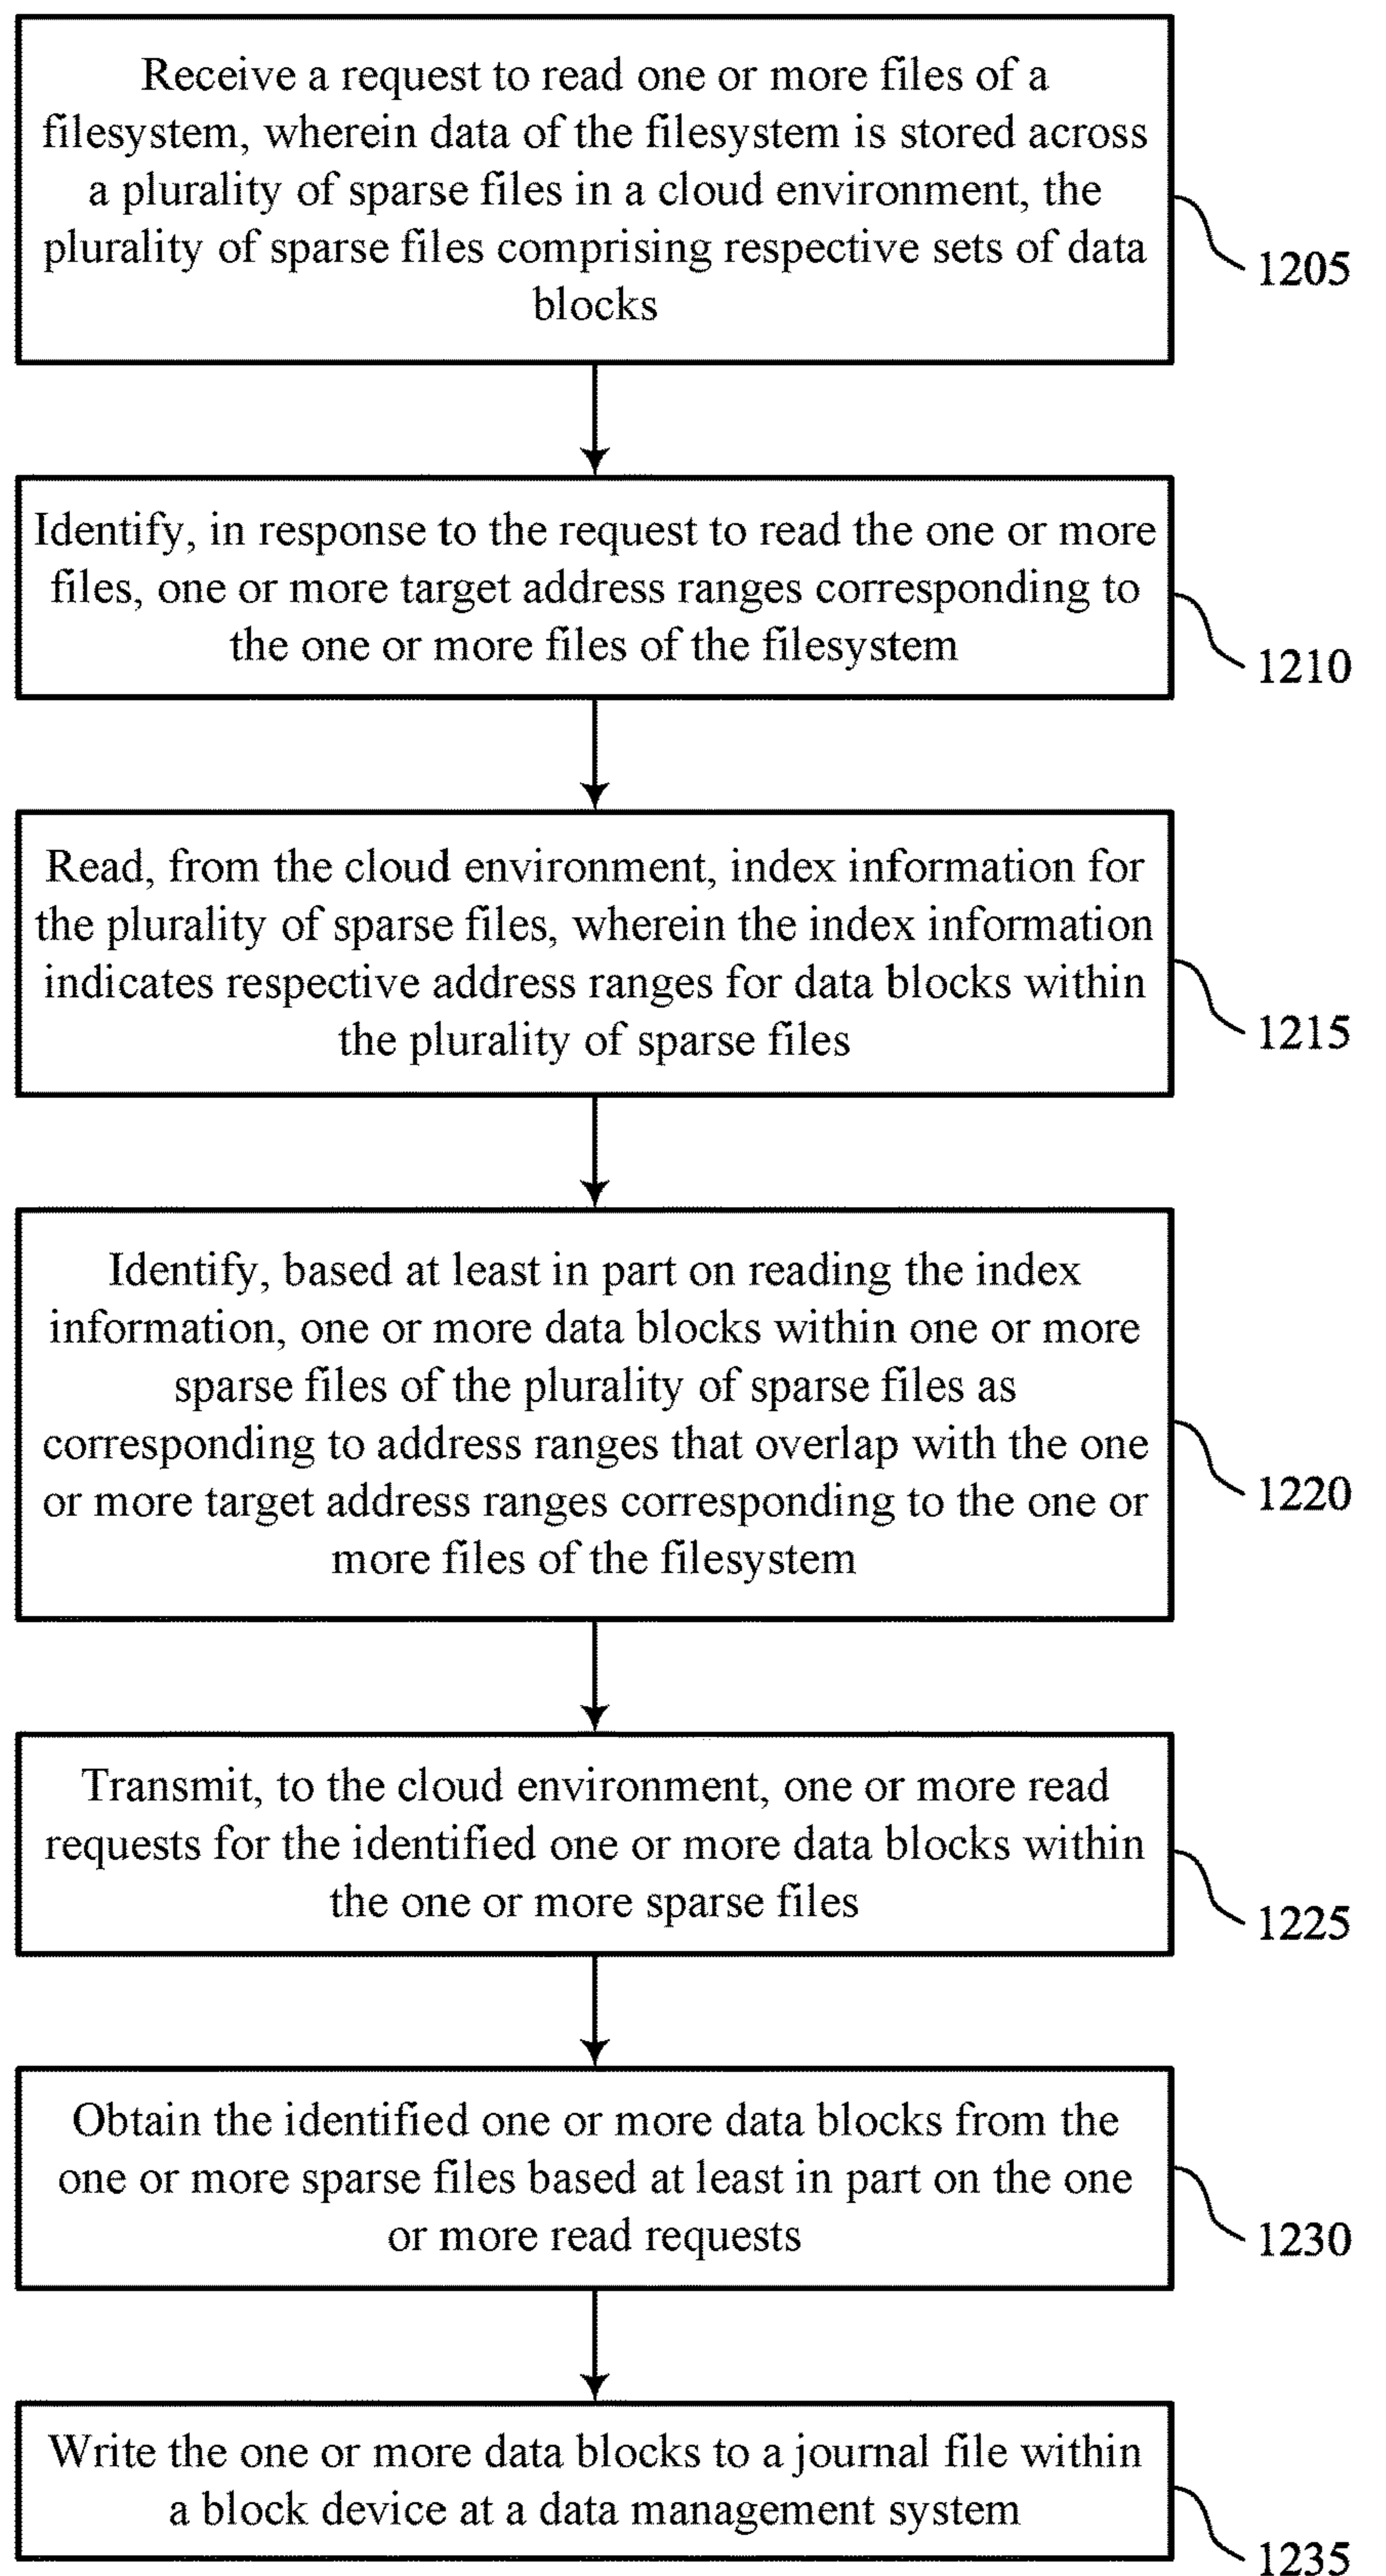 Receive a request to read one or more files of a
filesystem, wherein data of the filesystem is stored across
a plurality of sparse files in a cloud environment, the
plurality of sparse files comprising respective sets of data
blocks
1205
Identify, in response to the request to read the one or more
files, one or more target address ranges corresponding to
the one or more files of the filesystem
1210
Read, from the cloud environment, index information for
the plurality of sparse files, wherein the index information
indicates respective address ranges for data blocks within
the plurality of sparse files
1215
Identify, based at least in part on reading the index
information, one or more data blocks within one or more
sparse files of the plurality of sparse files as
corresponding to address ranges that overlap with the one
or more target address ranges corresponding to the one or
more files of the filesystem
1220
Transmit, to the cloud environment, one or more read
requests for the identified one or more data blocks within
the one or more sparse files
1225
Obtain the identified one or more data blocks from the
one or more sparse files based at least in part on the one
or more read requests
1230
Write the one or more data blocks to a journal file within
a block device at a data management system
1235